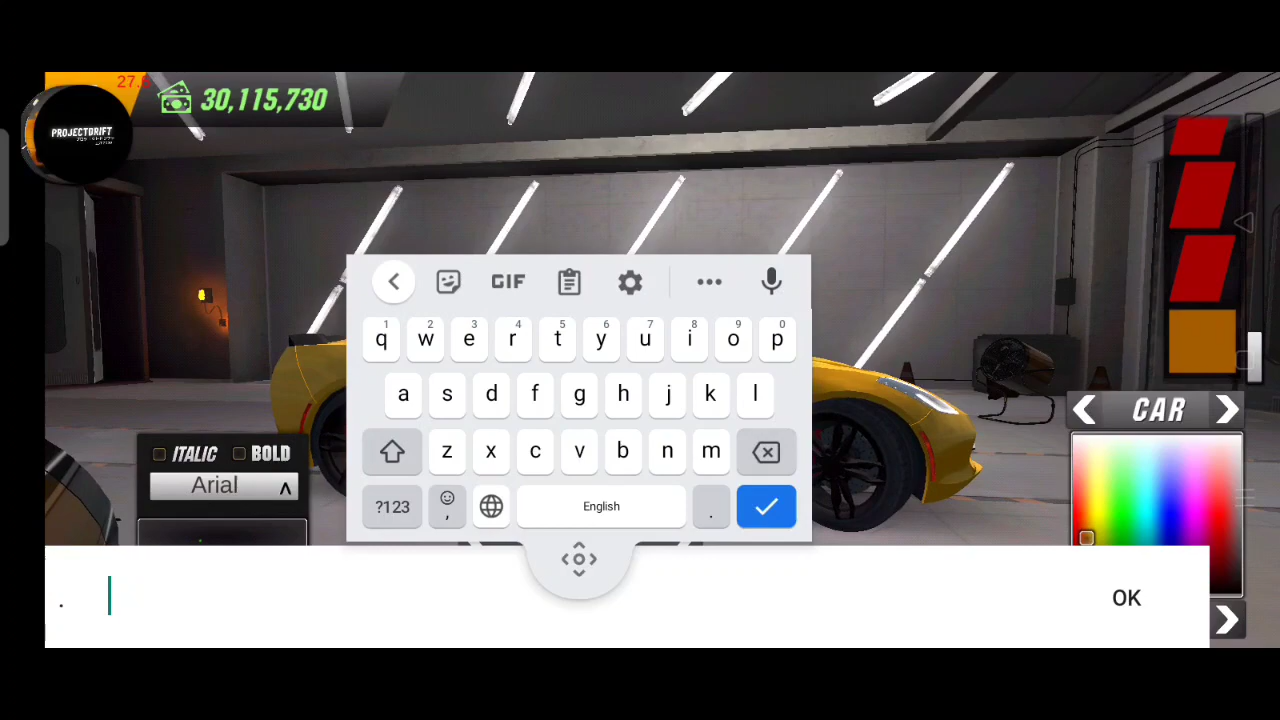 27.
30,115,730
PROJECTDRIFT
CAR
ITALIC BOLD
Arial
GIF
1 2 3 4 5 6 7 8 9 0
q w e r t y u i o p
a s d f g h j k l
z x c v b n m
?123 , English .
.
OK